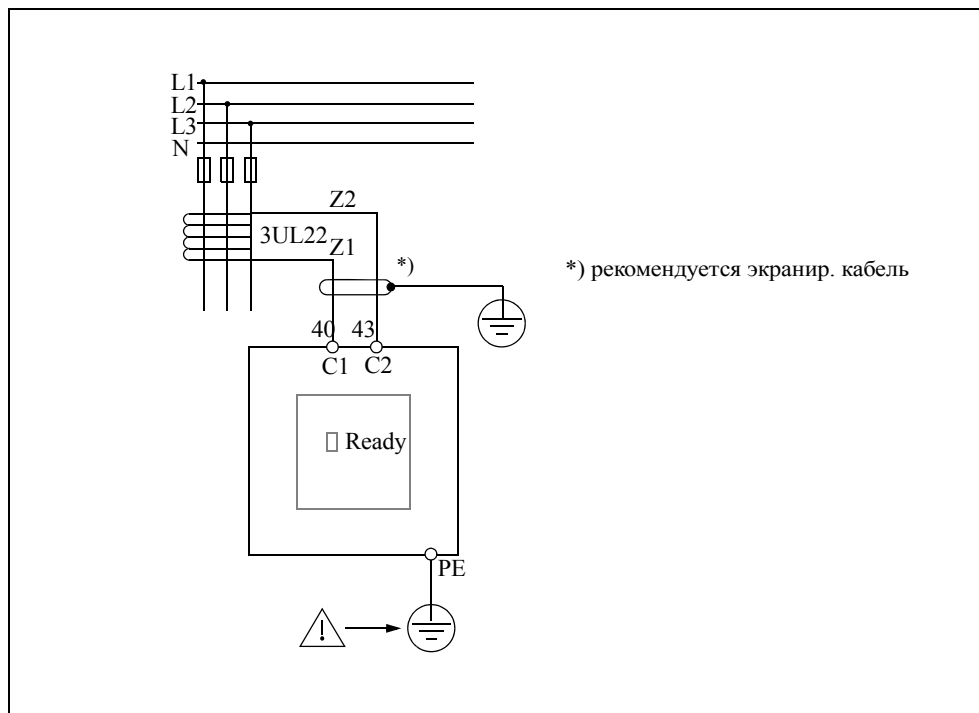 L1
L2
L3
N
Z2
3UL22
Z1
*)
*) рекомендуется экранир. кабель
40 43
C1 C2
Ready
PE
!